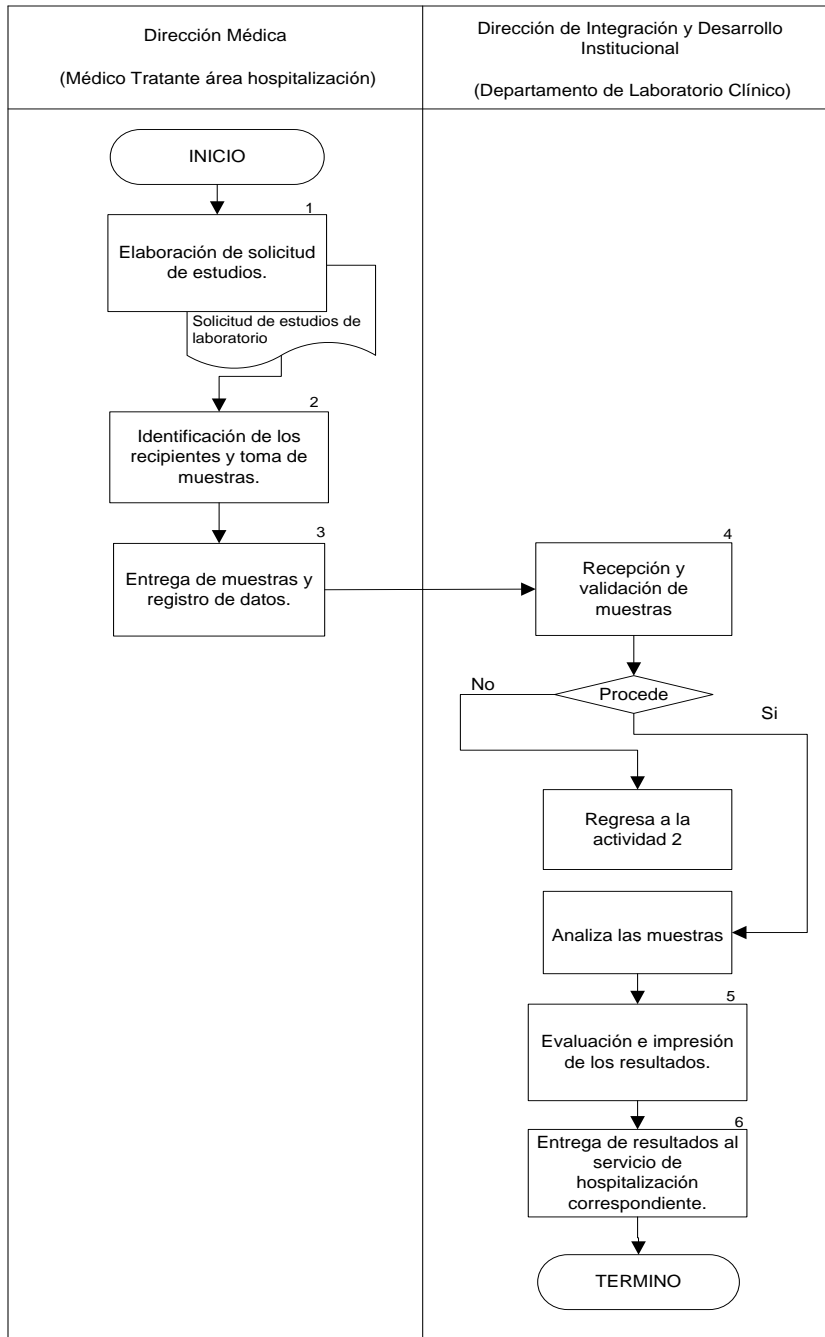 Dirección Médica
(Médico Tratante área hospitalización)
Dirección de Integración y Desarrollo
Institucional
(Departamento de Laboratorio Clínico)
INICIO
1
Elaboración de solicitud
de estudios.
Solicitud de estudios de
laboratorio
2
Identificación de los
recipientes y toma de
muestras.
3
Entrega de muestras y
registro de datos.
4
Recepción y
validación de
muestras
No
Procede
Si
Regresa a la
actividad 2
Analiza las muestras
5
Evaluación e impresión
de los resultados.
6
Entrega de resultados al
servicio de
hospitalización
correspondiente.
TERMINO